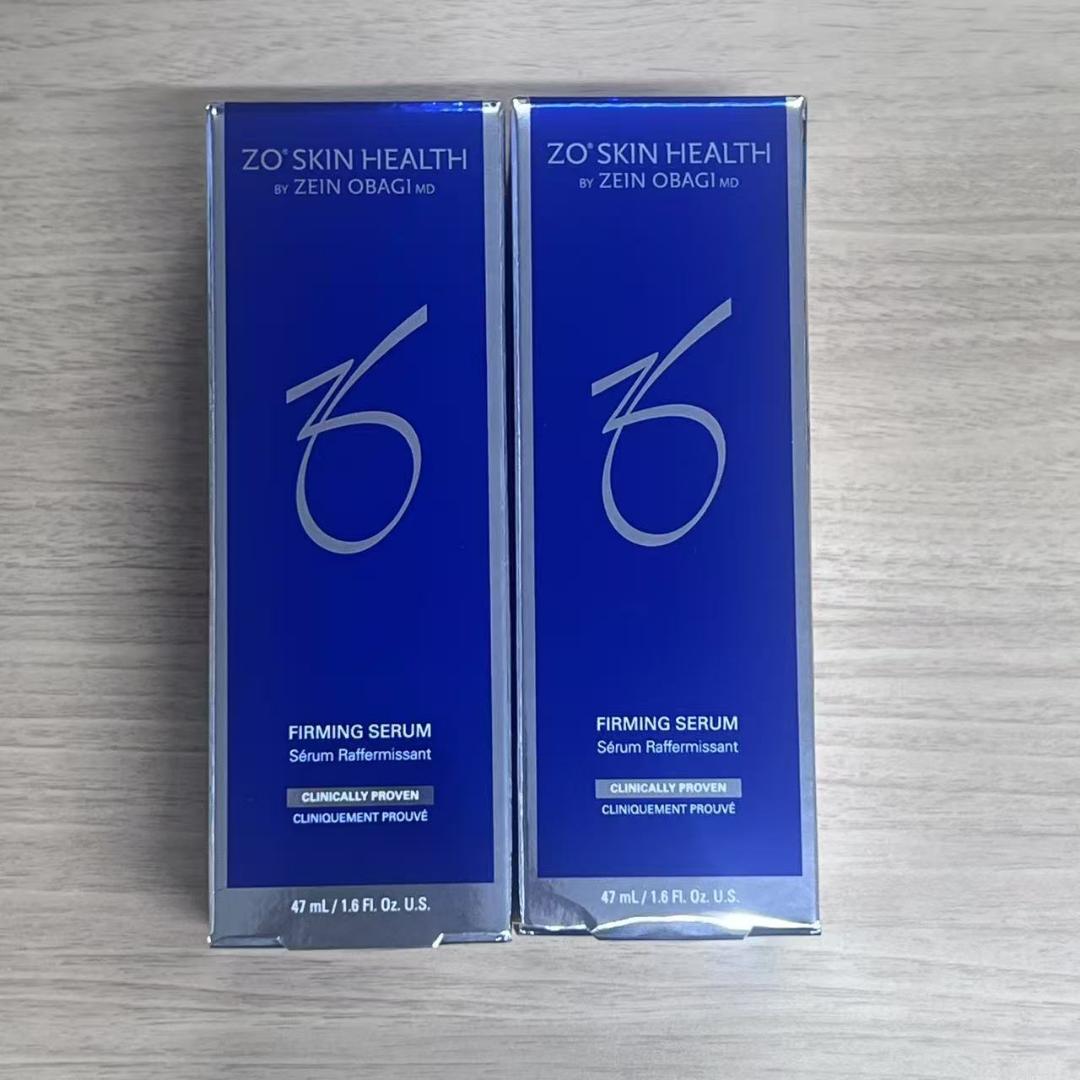 ZO® SKIN HEALTH
BY ZEIN OBAGI MD
FIRMING SERUM
Sérum Raffermissant
CLINICALLY PROVEN
CLINIQUEMENT PROUVÉ
47 mL / 1.6 Fl. Oz. U.S.
ZO® SKIN HEALTH
BY ZEIN OBAGI MD
FIRMING SERUM
Sérum Raffermissant
CLINICALLY PROVEN
CLINIQUEMENT PROUVÉ
47 mL / 1.6 Fl. Oz. U.S.